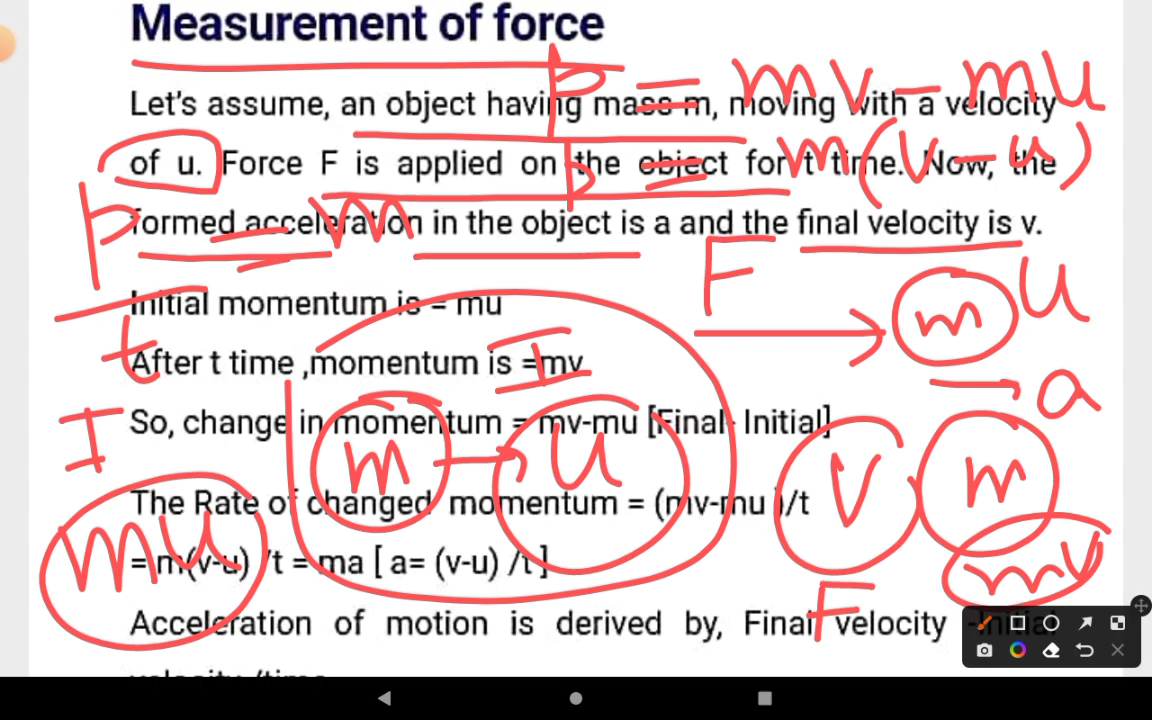 Measurement of force
p = mv-mu
Let's assume, an object having mass m, moving with a velocity
p = m(v-u)
of u. Force F is applied on the object for t time. Now, the
formed acceleration in the object is a and the final velocity is v.
p = m
t
F
m u
a
Initial momentum is = mu
After t time ,momentum is =mv
I
So, change in momentum = mv-mu [Final- Initial]
I
m u
V m
The Rate of changed momentum = (mv-mu )/t
mu
= m(v-u) /t = ma [ a= (v-u) /t ]
mv
F
Acceleration of motion is derived by, Final velocity -Initial
velocity /time